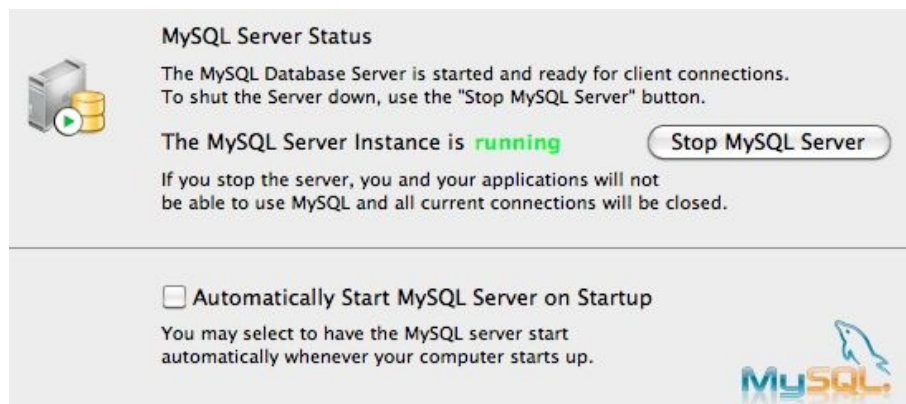 MySQL Server Status
The MySQL Database Server is started and ready for client connections.
To shut the Server down, use the "Stop MySQL Server" button.
The MySQL Server Instance is running
Stop MySQL Server
If you stop the server, you and your applications will not
be able to use MySQL and all current connections will be closed.
Automatically Start MySQL Server on Startup
You may select to have the MySQL server start
automatically whenever your computer starts up.
MySQL.